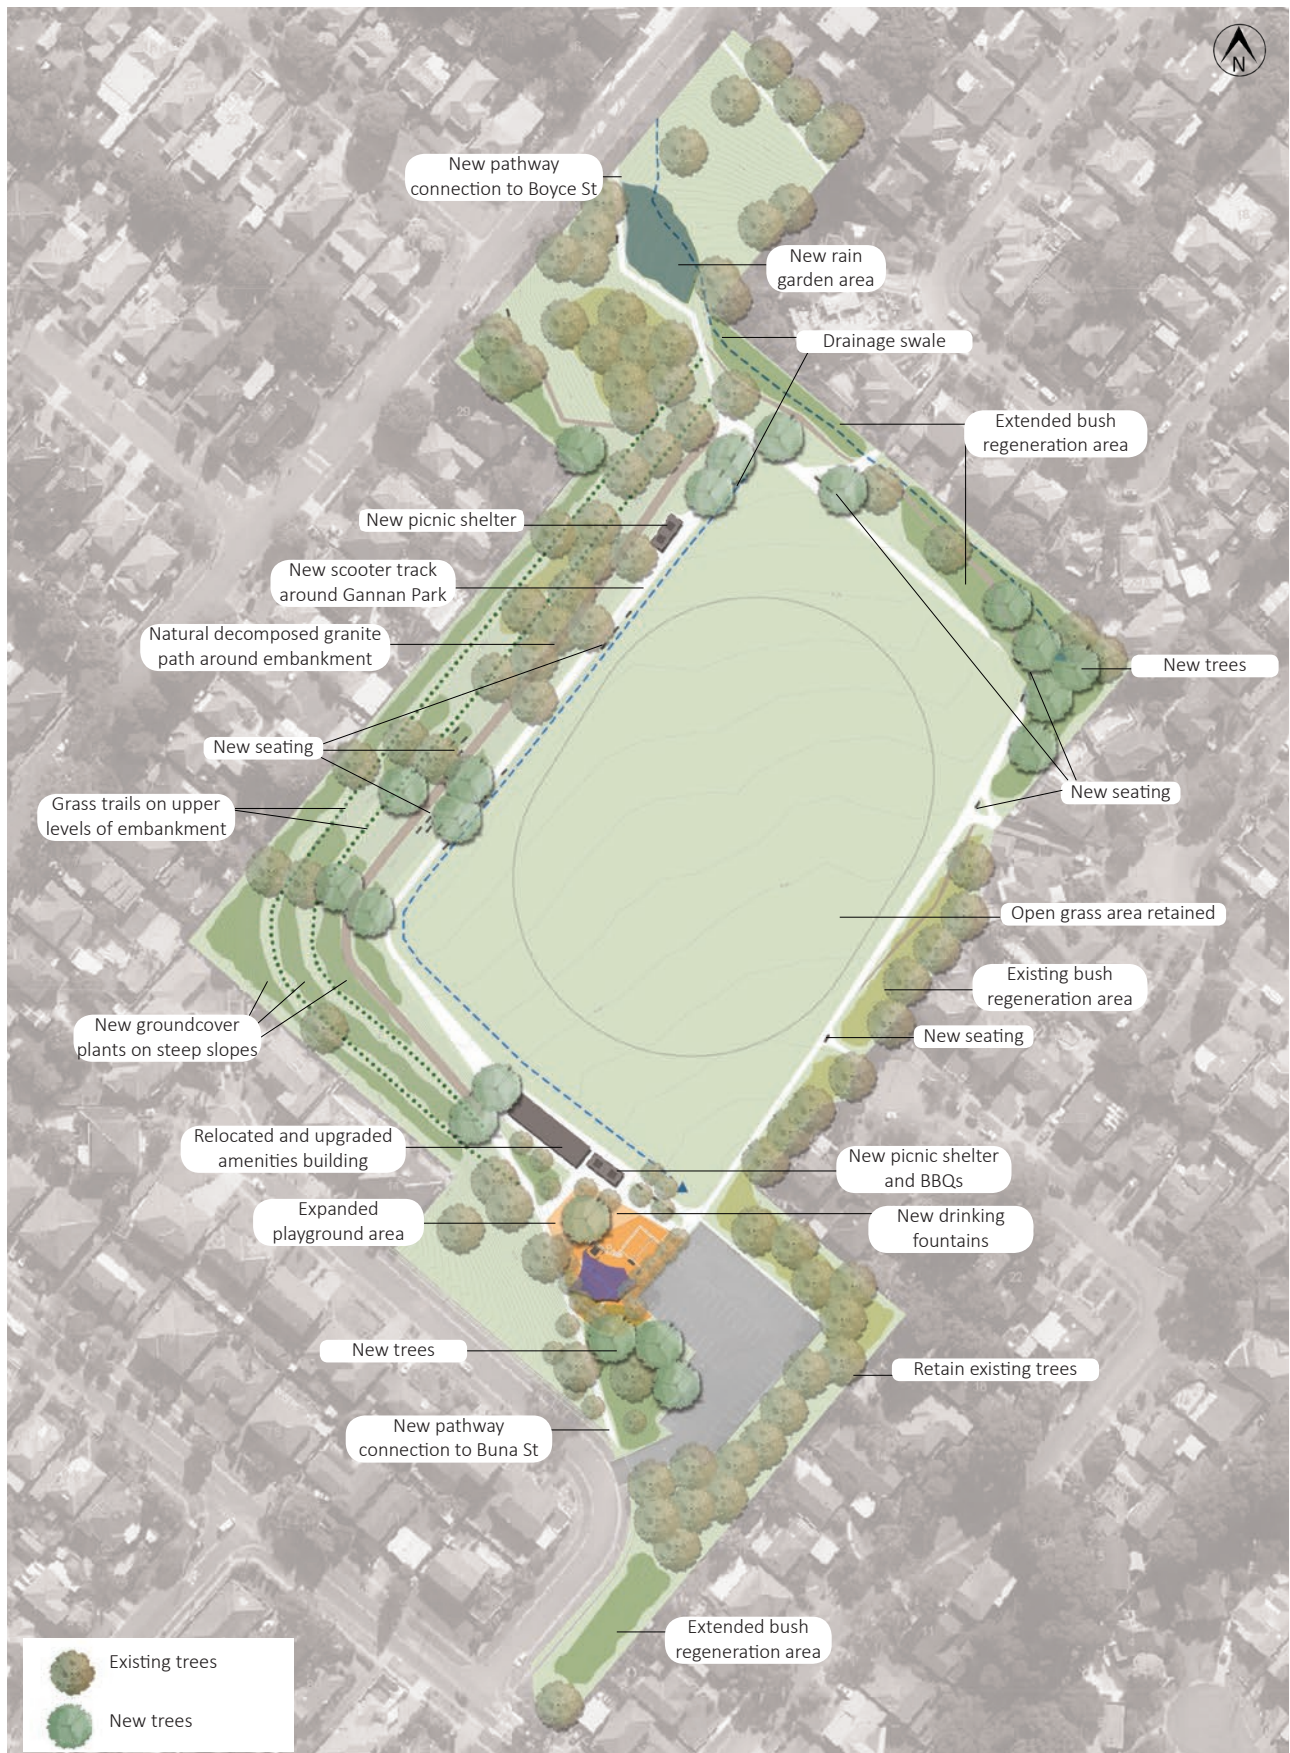 N
New pathway
connection to Boyce St
New rain
garden area
Drainage swale
Extended bush
regeneration area
New picnic shelter
New scooter track
around Gannan Park
Natural decomposed granite
path around embankment
New trees
New seating
New seating
Grass trails on upper
levels of embankment
Open grass area retained
Existing bush
regeneration area
New groundcover
plants on steep slopes
New seating
Relocated and upgraded
amenities building
New picnic shelter
and BBQs
Expanded
playground area
New drinking
fountains
New trees
Retain existing trees
New pathway
connection to Buna St
Extended bush
regeneration area
Existing trees
New trees